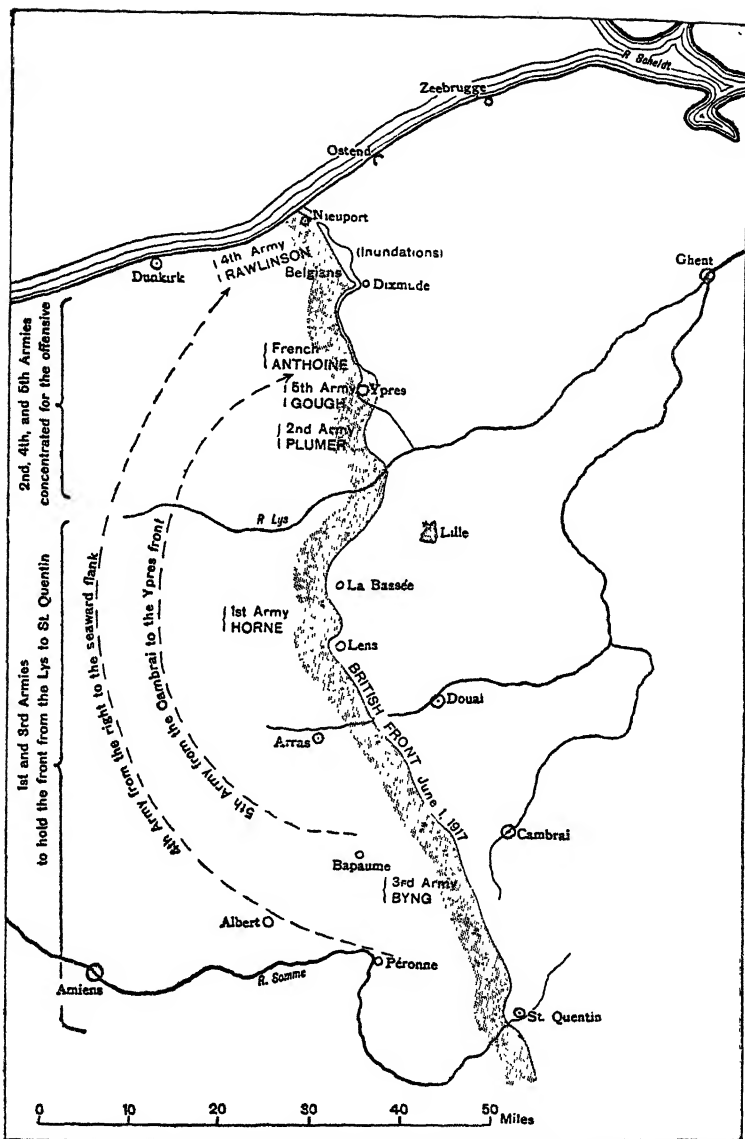 R Scheldt
Zeebrugge
Ostend
Nieuport
(Inundations)
4th Army
RAWLINSON
Belgians
Dunkirk
Dixmude
Ghent
French
ANTHOINE
5th Army
GOUGH
Ypres
2nd Army
PLUMER
2nd, 4th, and 5th Armies
concentrated for the offensive
R Lys
Lille
La Bassée
1st Army
HORNE
Lens
BRITISH FRONT June 1, 1917
Douai
Arras
1st and 3rd Armies
to hold the front from the Lys to St Quentin
4th Army from the right to the seaward flank
5th Army from the Cambrai to the Ypres front
Cambrai
Bapaume
3rd Army
BYNG
Albert
Péronne
Amiens
R. Somme
St. Quentin
0 10 20 30 40 50 Miles